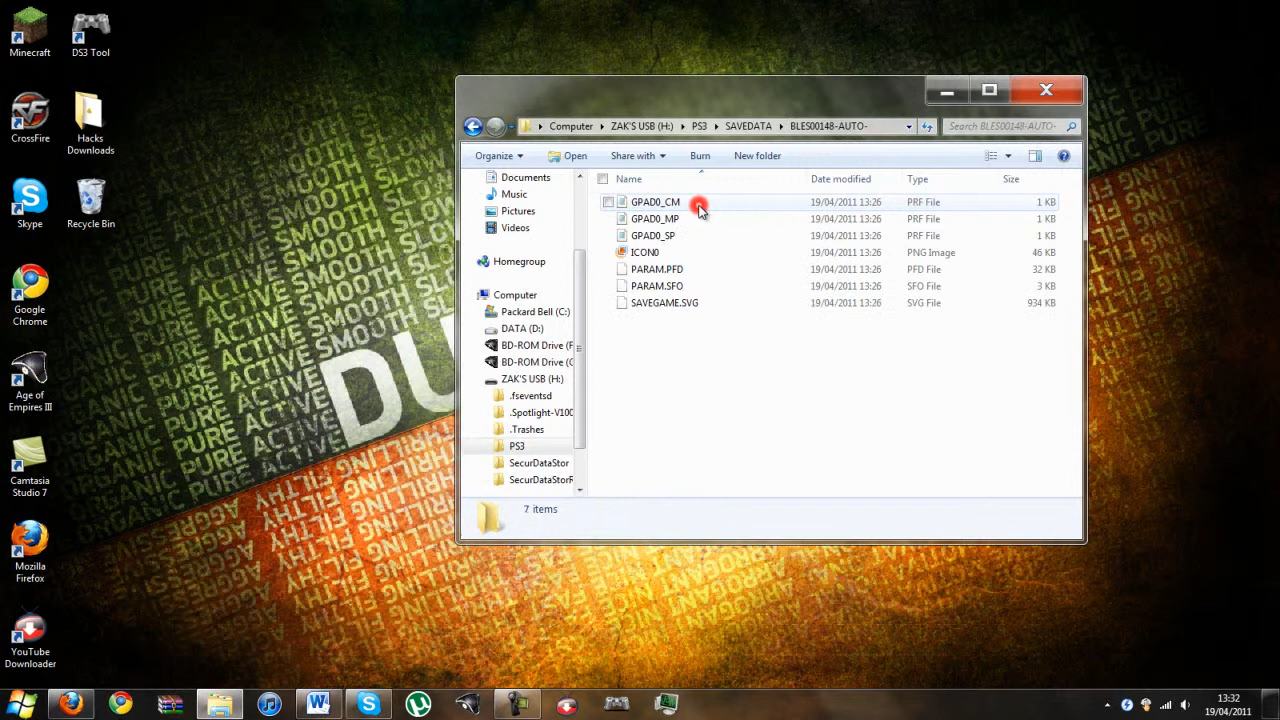 Minecraft
DS3 Tool
CrossFire
Hacks
Downloads
Skype
Recycle Bin
Google
Chrome
Age of
Empires III
Camtasia
Studio 7
Mozilla
Firefox
YouTube
Downloader
Computer ZAK'S USB (H:) PS3 SAVEDATA BLES00148-AUTO-
Search BLES00148-AUTO-
Organize Open Share with Burn New folder
Documents
Music
Pictures
Videos
Homegroup
Computer
Packard Bell (C:)
DATA (D:)
BD-ROM Drive (F
BD-ROM Drive (G
ZAK'S USB (H:)
.fseventsd
.Spotlight-V100
.Trashes
PS3
SecurDataStor
SecurDataStorF
Name Date modified Type Size
GPAD0_CM 19/04/2011 13:26 PRF File 1 KB
GPAD0_MP 19/04/2011 13:26 PRF File 1 KB
GPAD0_SP 19/04/2011 13:26 PRF File 1 KB
ICON0 19/04/2011 13:26 PNG Image 46 KB
PARAM.PFD 19/04/2011 13:26 PFD File 32 KB
PARAM.SFO 19/04/2011 13:26 SFO File 3 KB
SAVEGAME.SVG 19/04/2011 13:26 SVG File 934 KB
7 items
13:32
19/04/2011